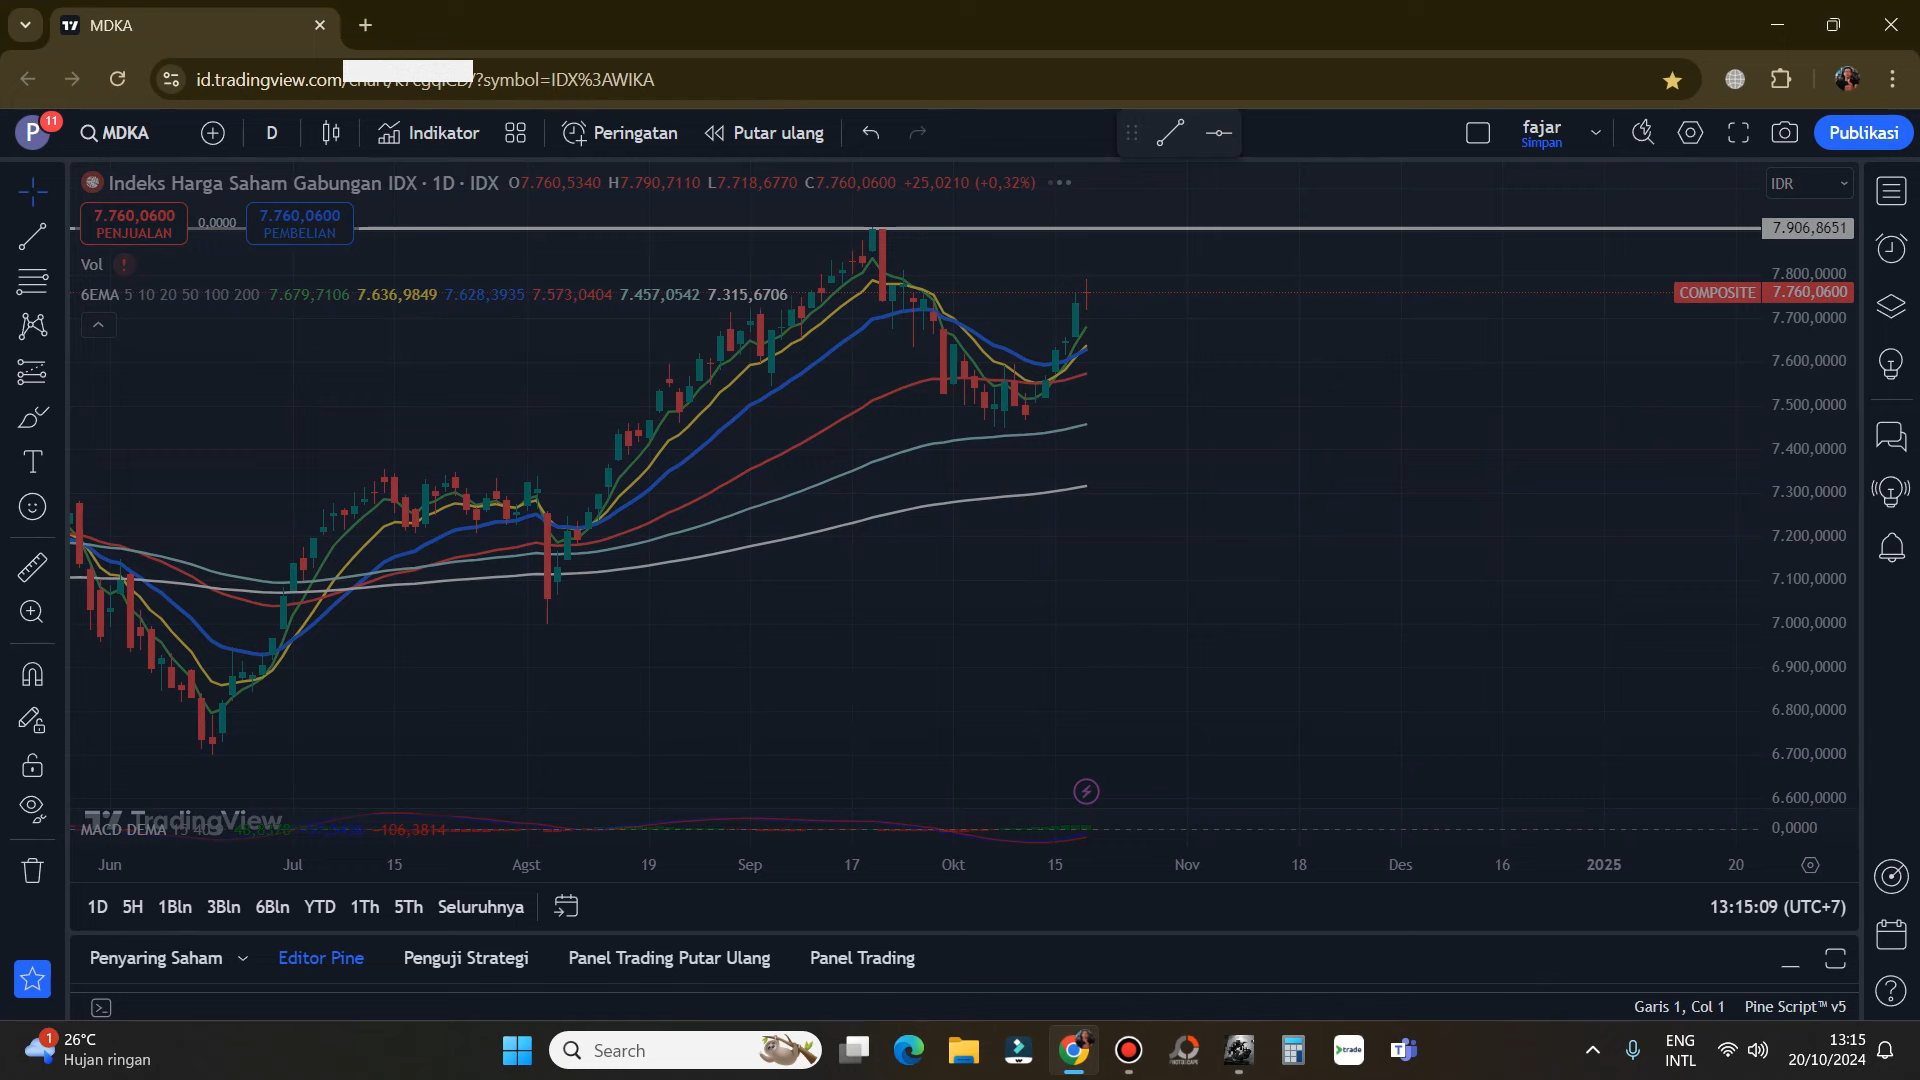 MDKA
id.tradingview.com/chart/ /?symbol=IDX%3AWIKA
P 11 MDKA D Indikator Peringatan Putar ulang fajar Simpan Publikasi
Indeks Harga Saham Gabungan IDX · 1D · IDX O7.760,5340 H7.790,7110 L7.718,6770 C7.760,0600 +25,0210 (+0,32%)
IDR
7.760,0600 PENJUALAN 0,0000 7.760,0600 PEMBELIAN
7.906,8651
Vol
6EMA 5 10 20 50 100 200 7.679,7106 7.636,9849 7.628,3935 7.573,0404 7.457,0542 7.315,6706
7.800,0000
COMPOSITE 7.760,0600
7.700,0000
7.600,0000
7.500,0000
7.400,0000
7.300,0000
7.200,0000
7.100,0000
7.000,0000
6.900,0000
6.800,0000
6.700,0000
6.600,0000
TradingView
MACD DEMA -106,3814
0,0000
Jun Jul 15 Agst 19 Sep 17 Okt 15 Nov 18 Des 16 2025 20
1D 5H 1Bln 3Bln 6Bln YTD 1Th 5Th Seluruhnya 13:15:09 (UTC+7)
Penyaring Saham Editor Pine Penguji Strategi Panel Trading Putar Ulang Panel Trading
Garis 1, Col 1 Pine Script™ v5
1 26°C
Hujan ringan
Search
trade
ENG
INTL
13:15
20/10/2024